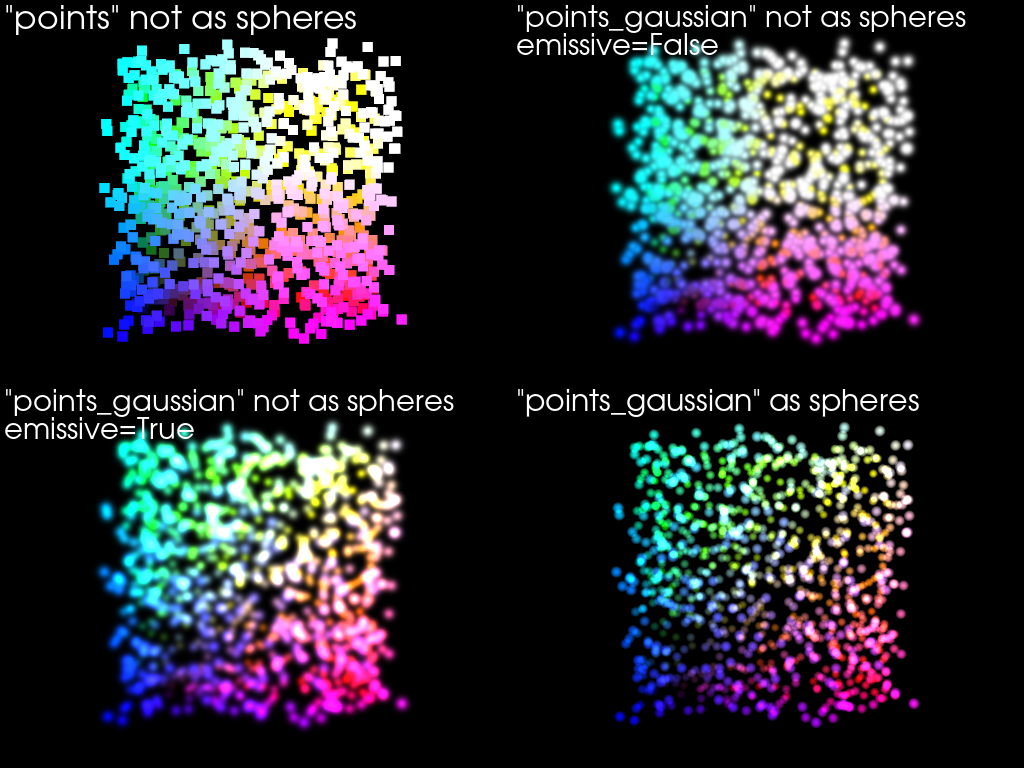 "points" not as spheres
"points_gaussian" not as spheres
emissive=False
"points_gaussian" not as spheres
emissive=True
"points_gaussian" as spheres